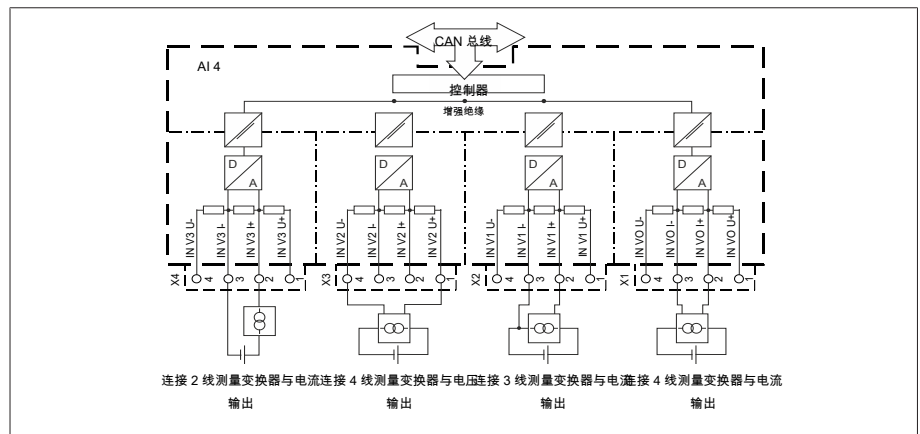 CAN 总线
AI 4
控制器
增强绝缘
D
A
D
A
D
A
D
A
IN V3 U-
IN V3 I-
IN V3 I+
IN V3 U+
IN V2 U-
IN V2 I-
IN V2 I+
IN V2 U+
IN V1 U-
IN V1 I-
IN V1 I+
IN V1 U+
IN VO U-
IN VO I-
IN VO I+
IN VO U+
X4
4
3
2
1
X3
4
3
2
1
X2
4
3
2
1
X1
4
3
2
1
连接 2 线测量变换器与电流
输出
连接 4 线测量变换器与电压
输出
连接 3 线测量变换器与电流
输出
连接 4 线测量变换器与电流
输出